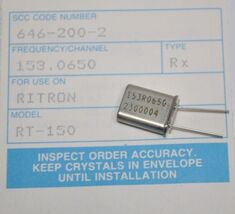 SCC CODE NUMBER
646-200-2
FREQUENCY/CHANNEL
TYPE
153.0650
Rx
FOR USE ON
RITRON
MODEL
RT-150
153R0650
2300004
INSPECT ORDER ACCURACY.
KEEP CRYSTALS IN ENVELOPE
UNTIL INSTALLATION